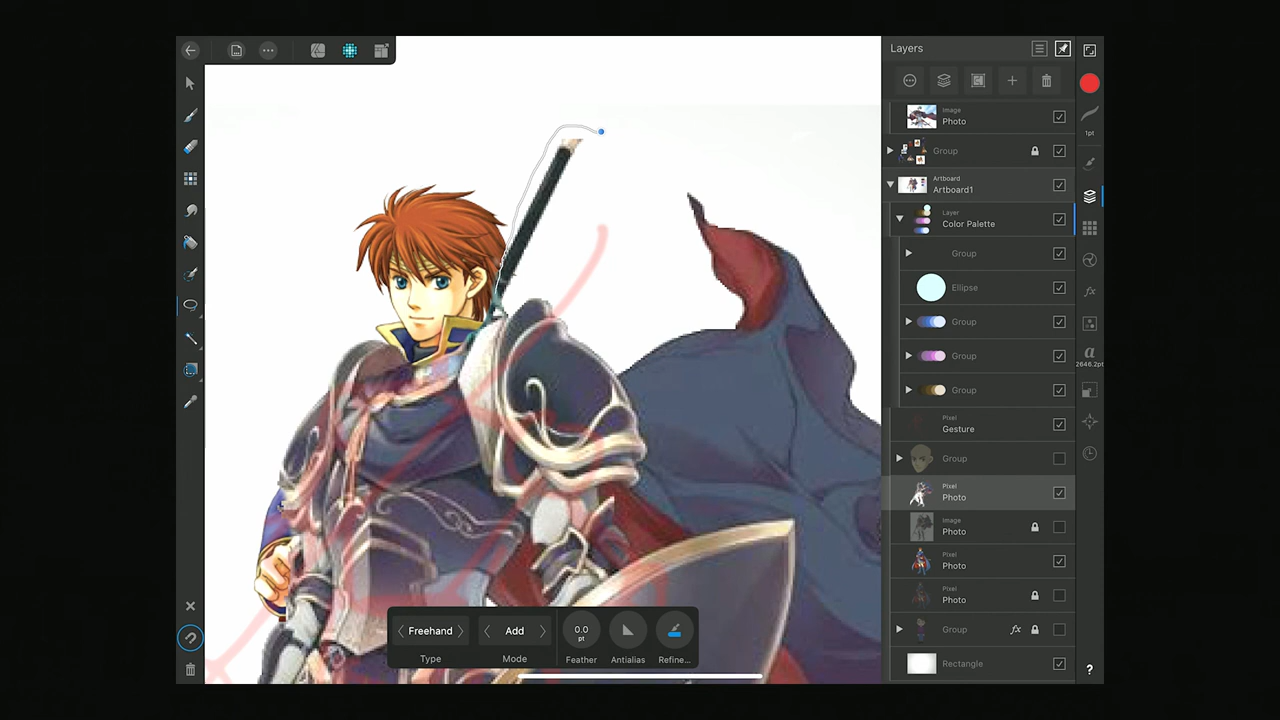 Layers
Image
Photo
Group
Artboard
Artboard1
1pt
Layer
Color Palette
Group
Ellipse
Group
Group
a
2646.2pt
Group
Pixel
Gesture
Group
Pixel
Photo
Image
Photo
Pixel
Photo
Pixel
Photo
Group
fx
Rectangle
Freehand
Add
0.0
pt
Type
Mode
Feather
Antialias
Refine...
?